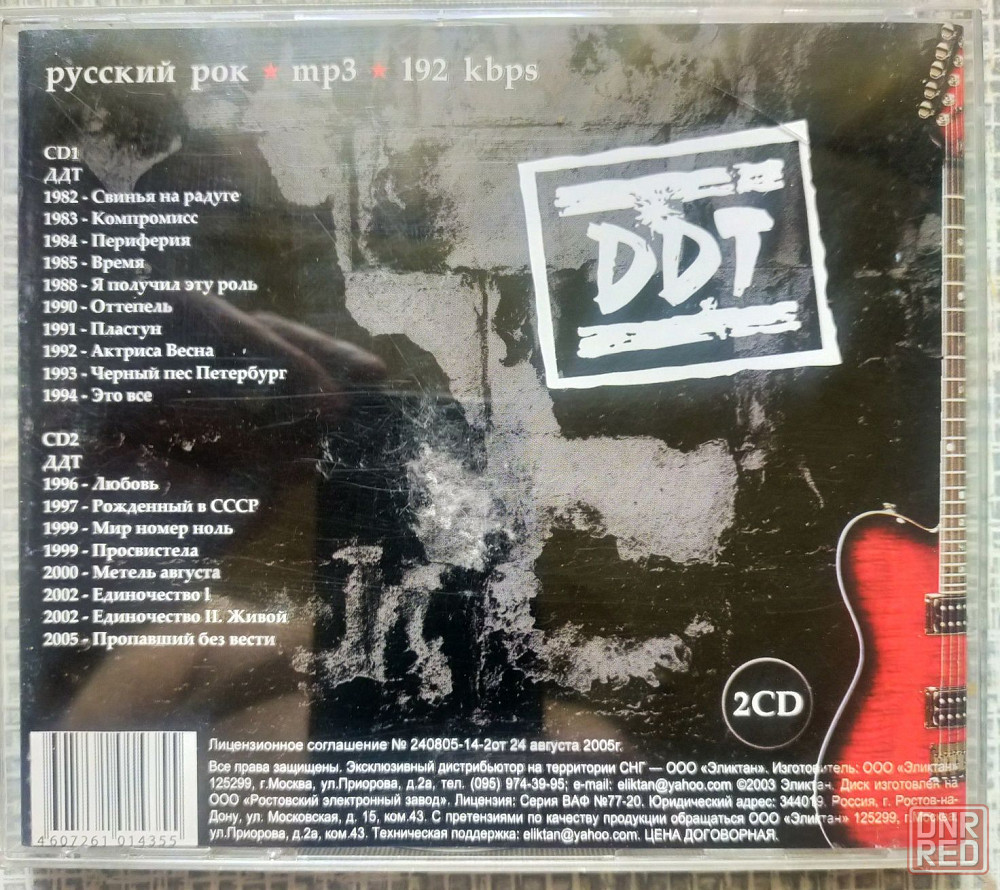 русский рок ★ mp3 ★ 192 kbps
CD1
ДДТ
1982 - Свинья на радуге
1983 - Компромисс
1984 - Периферия
1985 - Время
1988 - Я получил эту роль
1990 - Оттепель
1991 - Пластун
1992 - Актриса Весна
1993 - Черный пес Петербург
1994 - Это все
CD2
ДДТ
1996 - Любовь
1997 - Рожденный в СССР
1999 - Мир номер ноль
1999 - Просвистела
2000 - Метель августа
2002 - Единочество I
2002 - Единочество II. Живой
2005 - Пропавший без вести
DDT
2CD
Лицензионное соглашение № 240805-14-2от 24 августа 2005г.
Все права защищены. Эксклюзивный дистрибьютор на территории СНГ — ООО «Эликтан». Изготовитель: ООО «Эликтан»
125299, г.Москва, ул.Приорова, д.2а, тел. (095) 974-39-95; e-mail: eliktan@yahoo.com ©2003 Эликтан. Диск изготовлен на
ООО «Ростовский электронный завод». Лицензия: Серия ВАФ №77-20. Юридический адрес: 344019, Россия, г. Ростов-на-
Дону, ул. Московская, д. 15, ком.43. С претензиями по качеству продукции обращаться ООО «Эликтан» 125299, г.Москва,
ул.Приорова, д.2а, ком.43. Техническая поддержка: eliktan@yahoo.com. ЦЕНА ДОГОВОРНАЯ.
4607261 014355
DNR
RED